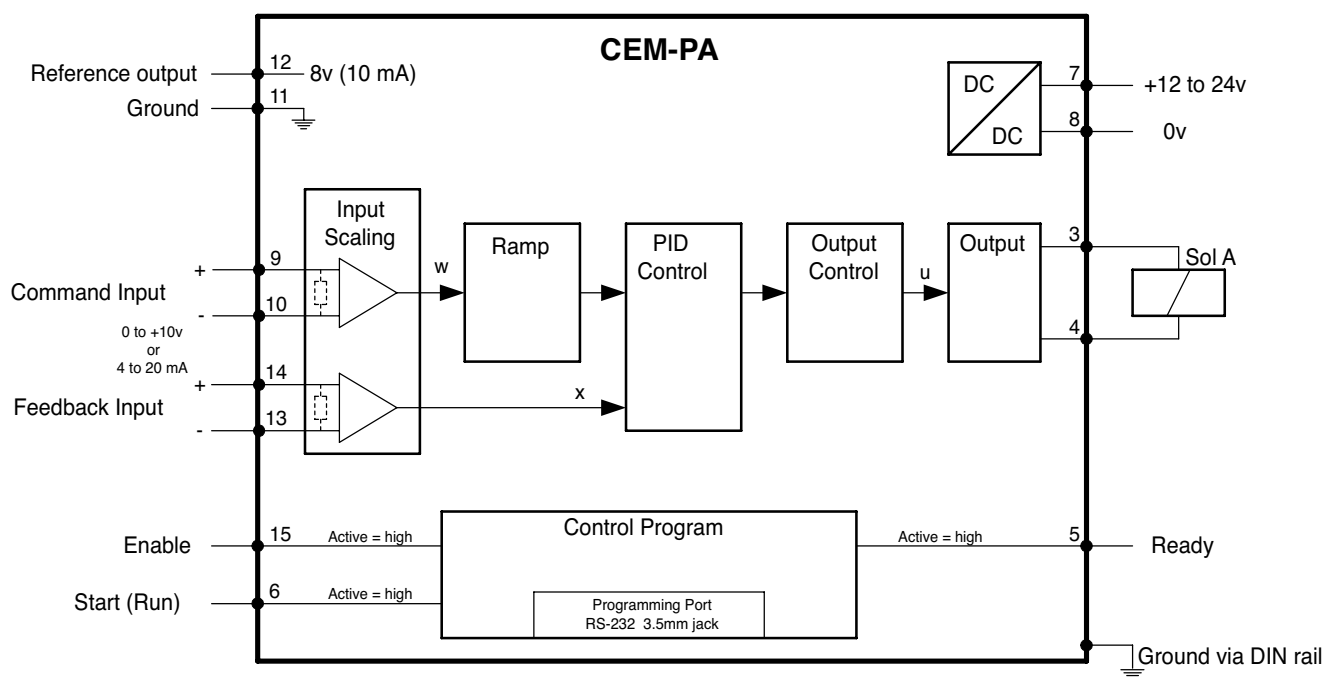 CEM-PA
Reference output
12
8v (10 mA)
Ground
11
DC
DC
7
+12 to 24v
8
0v
Input
Scaling
Ramp
PID
Control
Output
Control
Output
3
Sol A
4
Command Input
+
9
-
10
w
u
0 to +10v
or
4 to 20 mA
Feedback Input
+
14
-
13
x
Enable
15
Active = high
Control Program
Active = high
5
Ready
Start (Run)
6
Active = high
Programming Port
RS-232 3.5mm jack
Ground via DIN rail